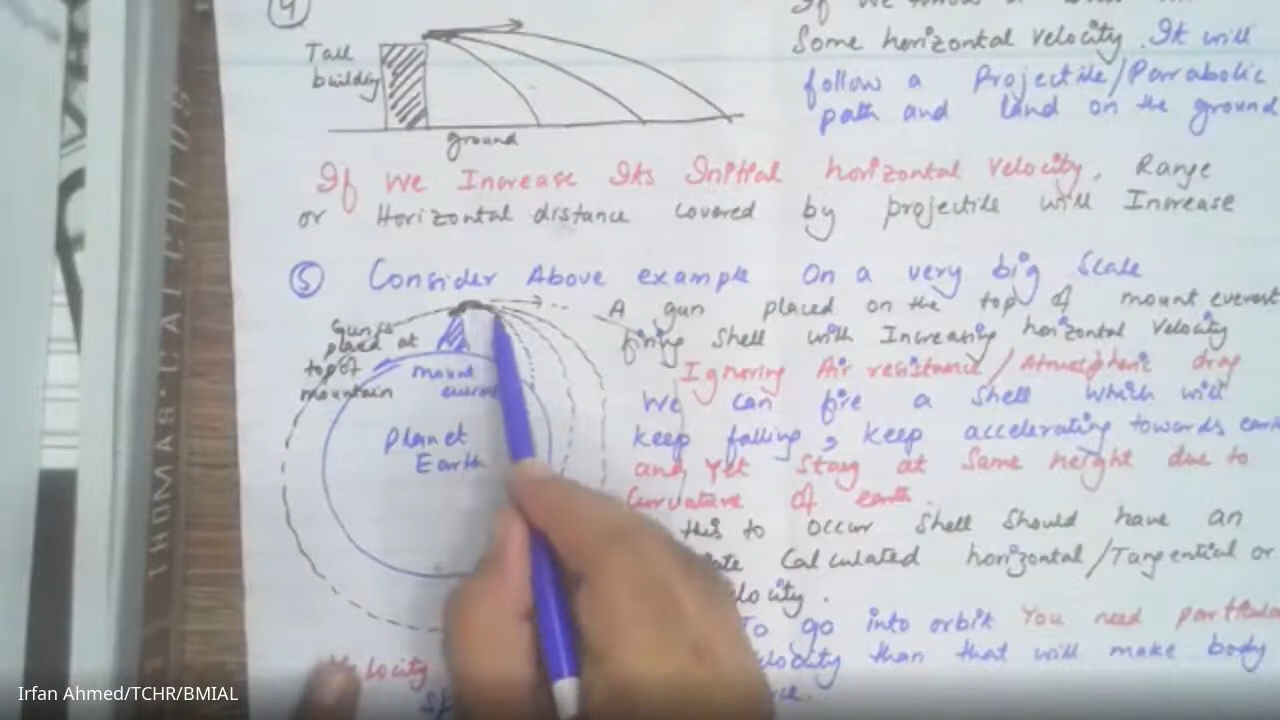 4
Some horizontal velocity. It will
follow a Projectile/Parrabolic
path and land on the ground
Tall
building
ground
If we Increase Its Initial horizontal velocity, Range
or Horizontal distance covered by projectile will Increase
5 Consider Above example On a very big Scale
A gun placed on the top of mount everest
firing Shell with Increasing horizontal velocity
Ignoring Air resistance / Atmospheric drag
We can fire a Shell which will
keep falling, keep accelerating towards
and yet Stay at Same height due to
Curvature of earth.
this to occur Shell Should have an
Calculated horizontal/Tangential or
To go into orbit You need
than that will make body
Gun is
placed at
top of
mountain
mount
Planet
Earth
velocity
THOMAS
Irfan Ahmed/TCHR/BMIAL